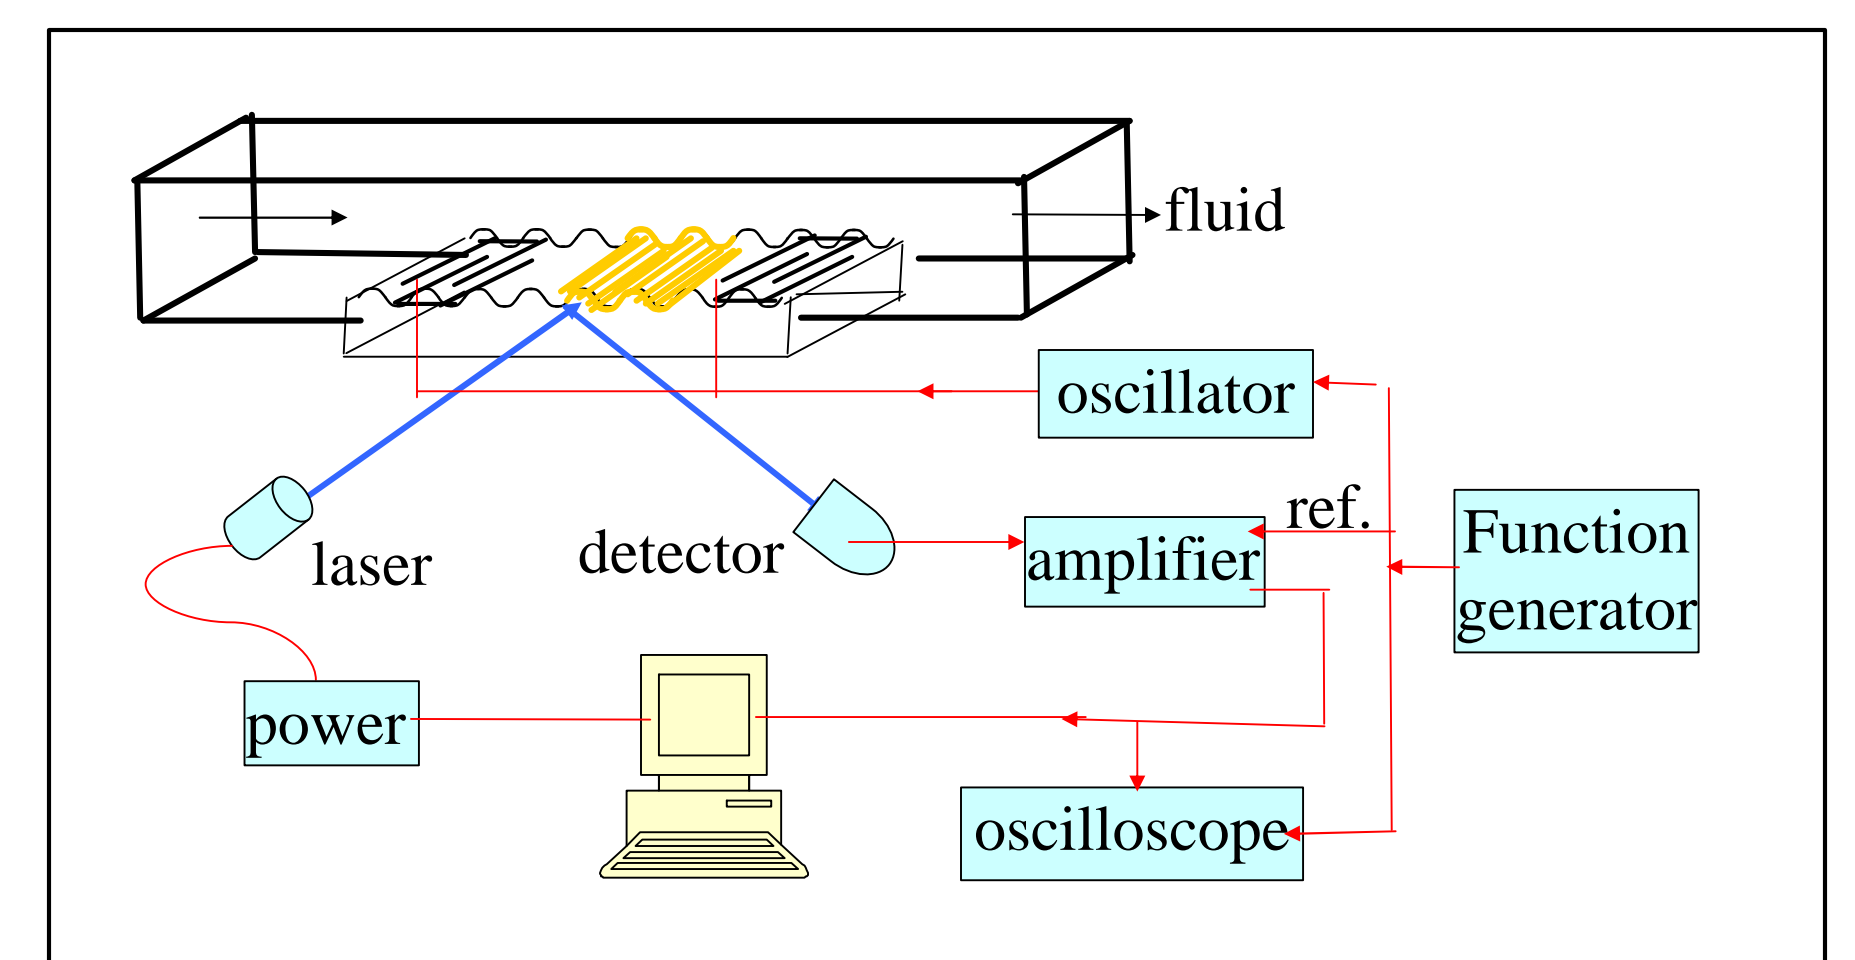 fluid
oscillator
ref.
Function
generator
amplifier
detector
laser
power
oscilloscope